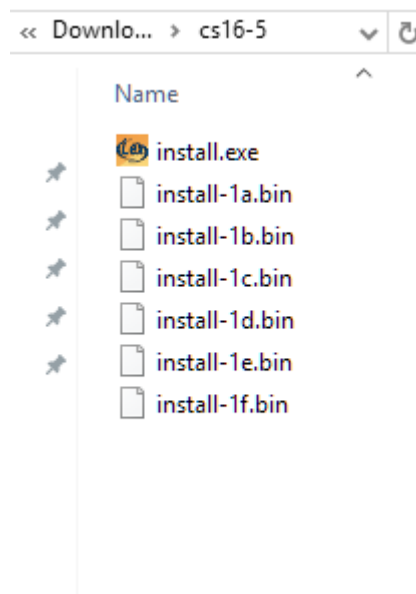 « Downlo... > cs16-5
Name
install.exe
install-1a.bin
install-1b.bin
install-1c.bin
install-1d.bin
install-1e.bin
install-1f.bin